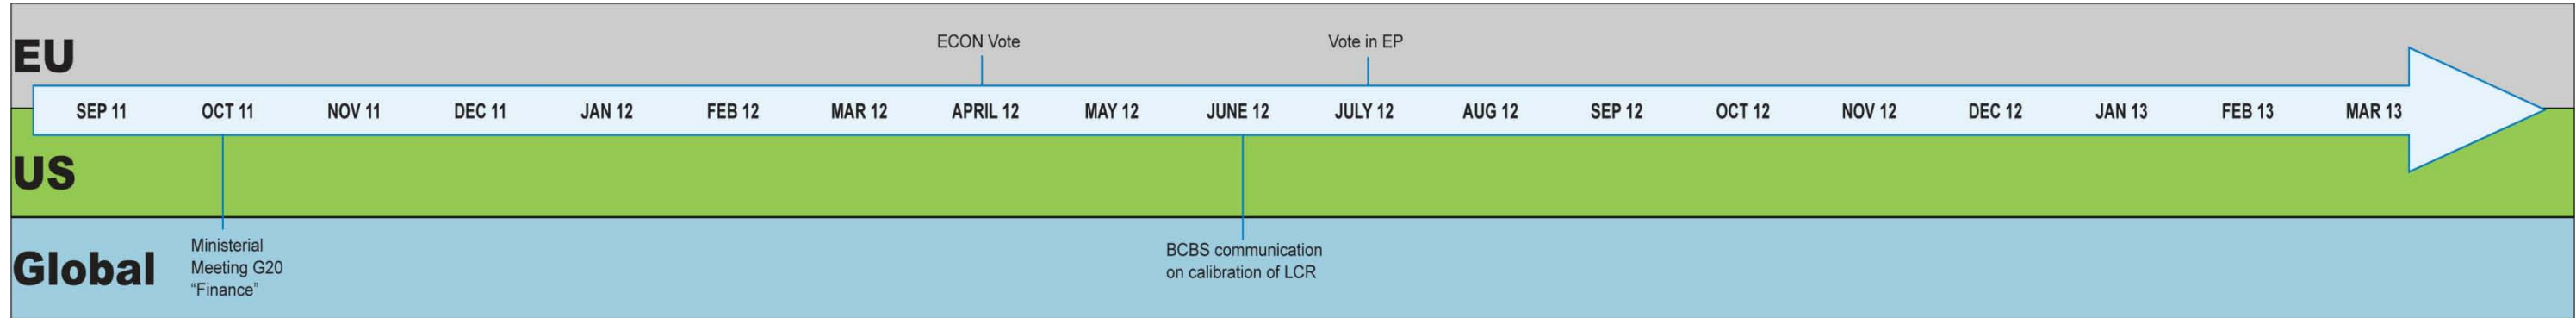 EU
ECON Vote
Vote in EP
SEP 11 OCT 11 NOV 11 DEC 11 JAN 12 FEB 12 MAR 12 APRIL 12 MAY 12 JUNE 12 JULY 12 AUG 12 SEP 12 OCT 12 NOV 12 DEC 12 JAN 13 FEB 13 MAR 13
US
Global
Ministerial
Meeting G20
“Finance”
BCBS communication
on calibration of LCR